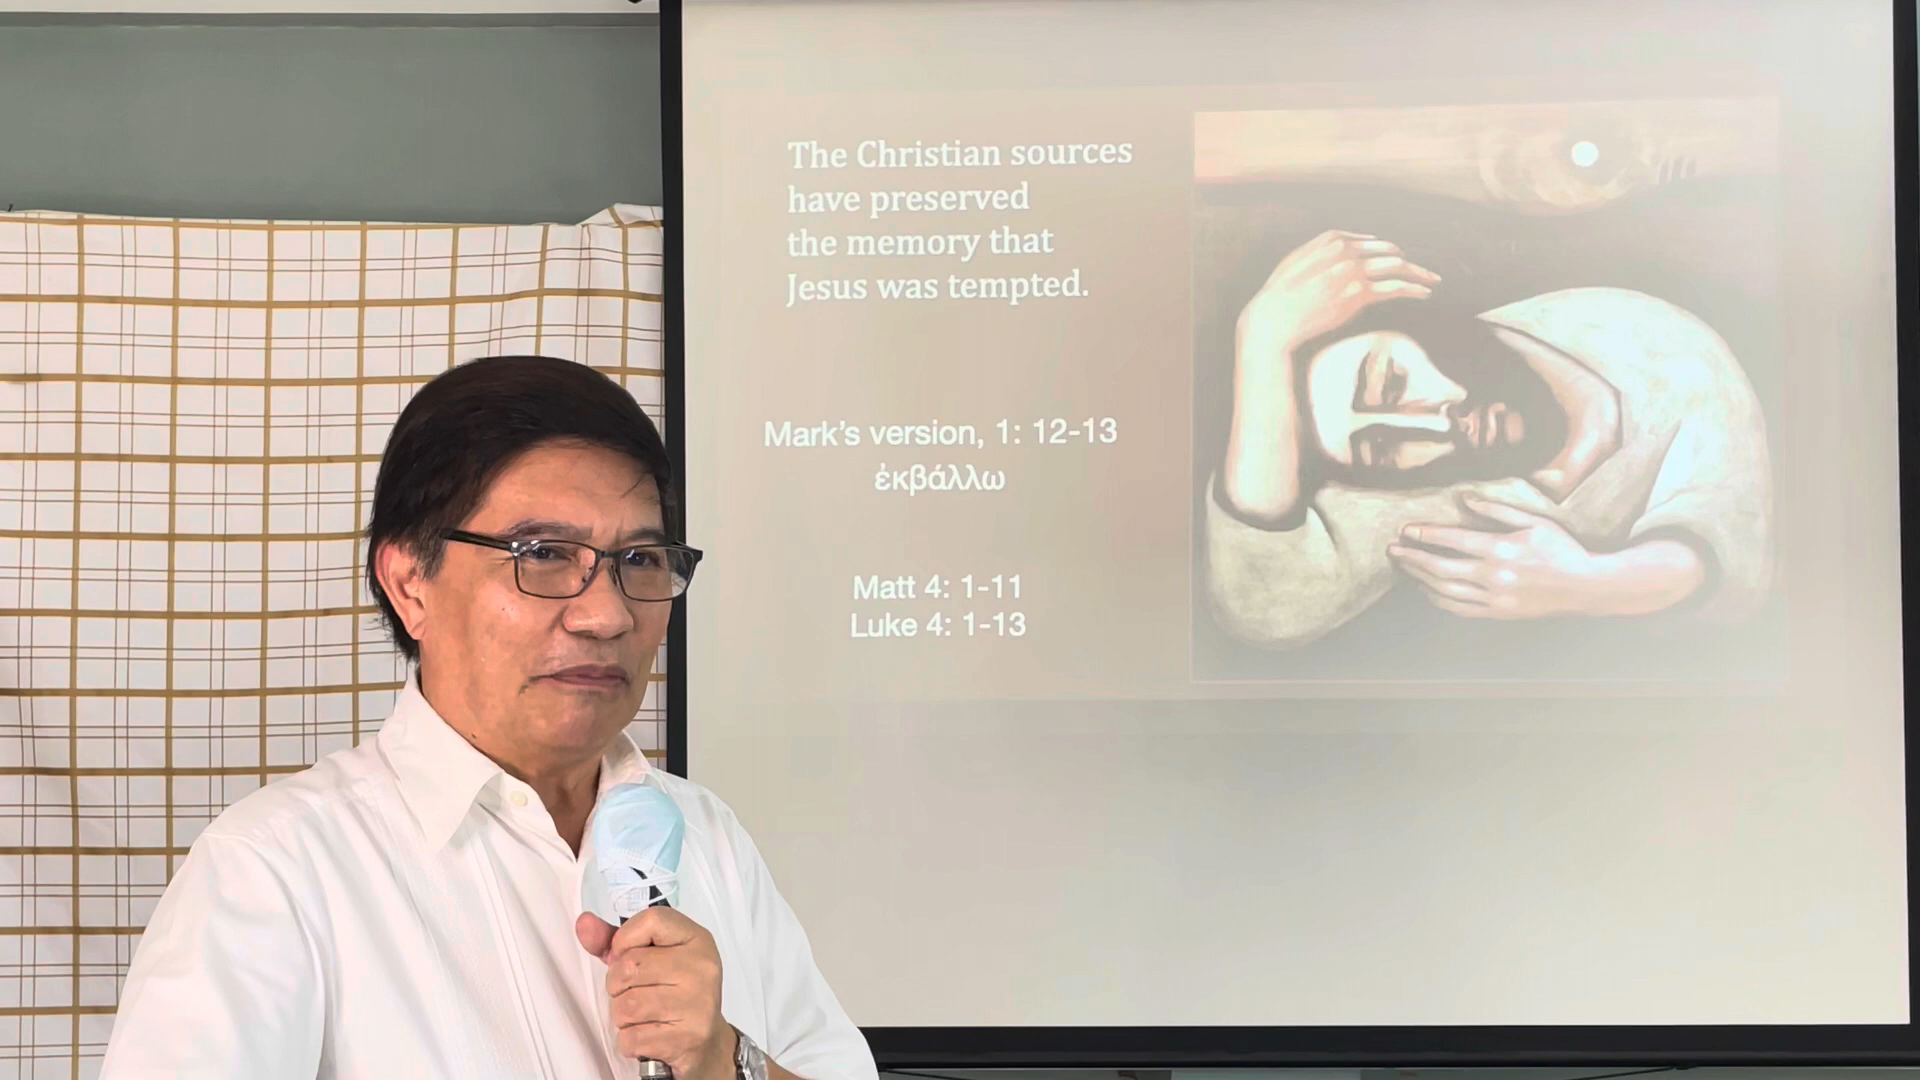 The Christian sources
have preserved
the memory that
Jesus was tempted.
Mark's version, 1: 12-13
ἐκβάλλω
Matt 4: 1-11
Luke 4: 1-13